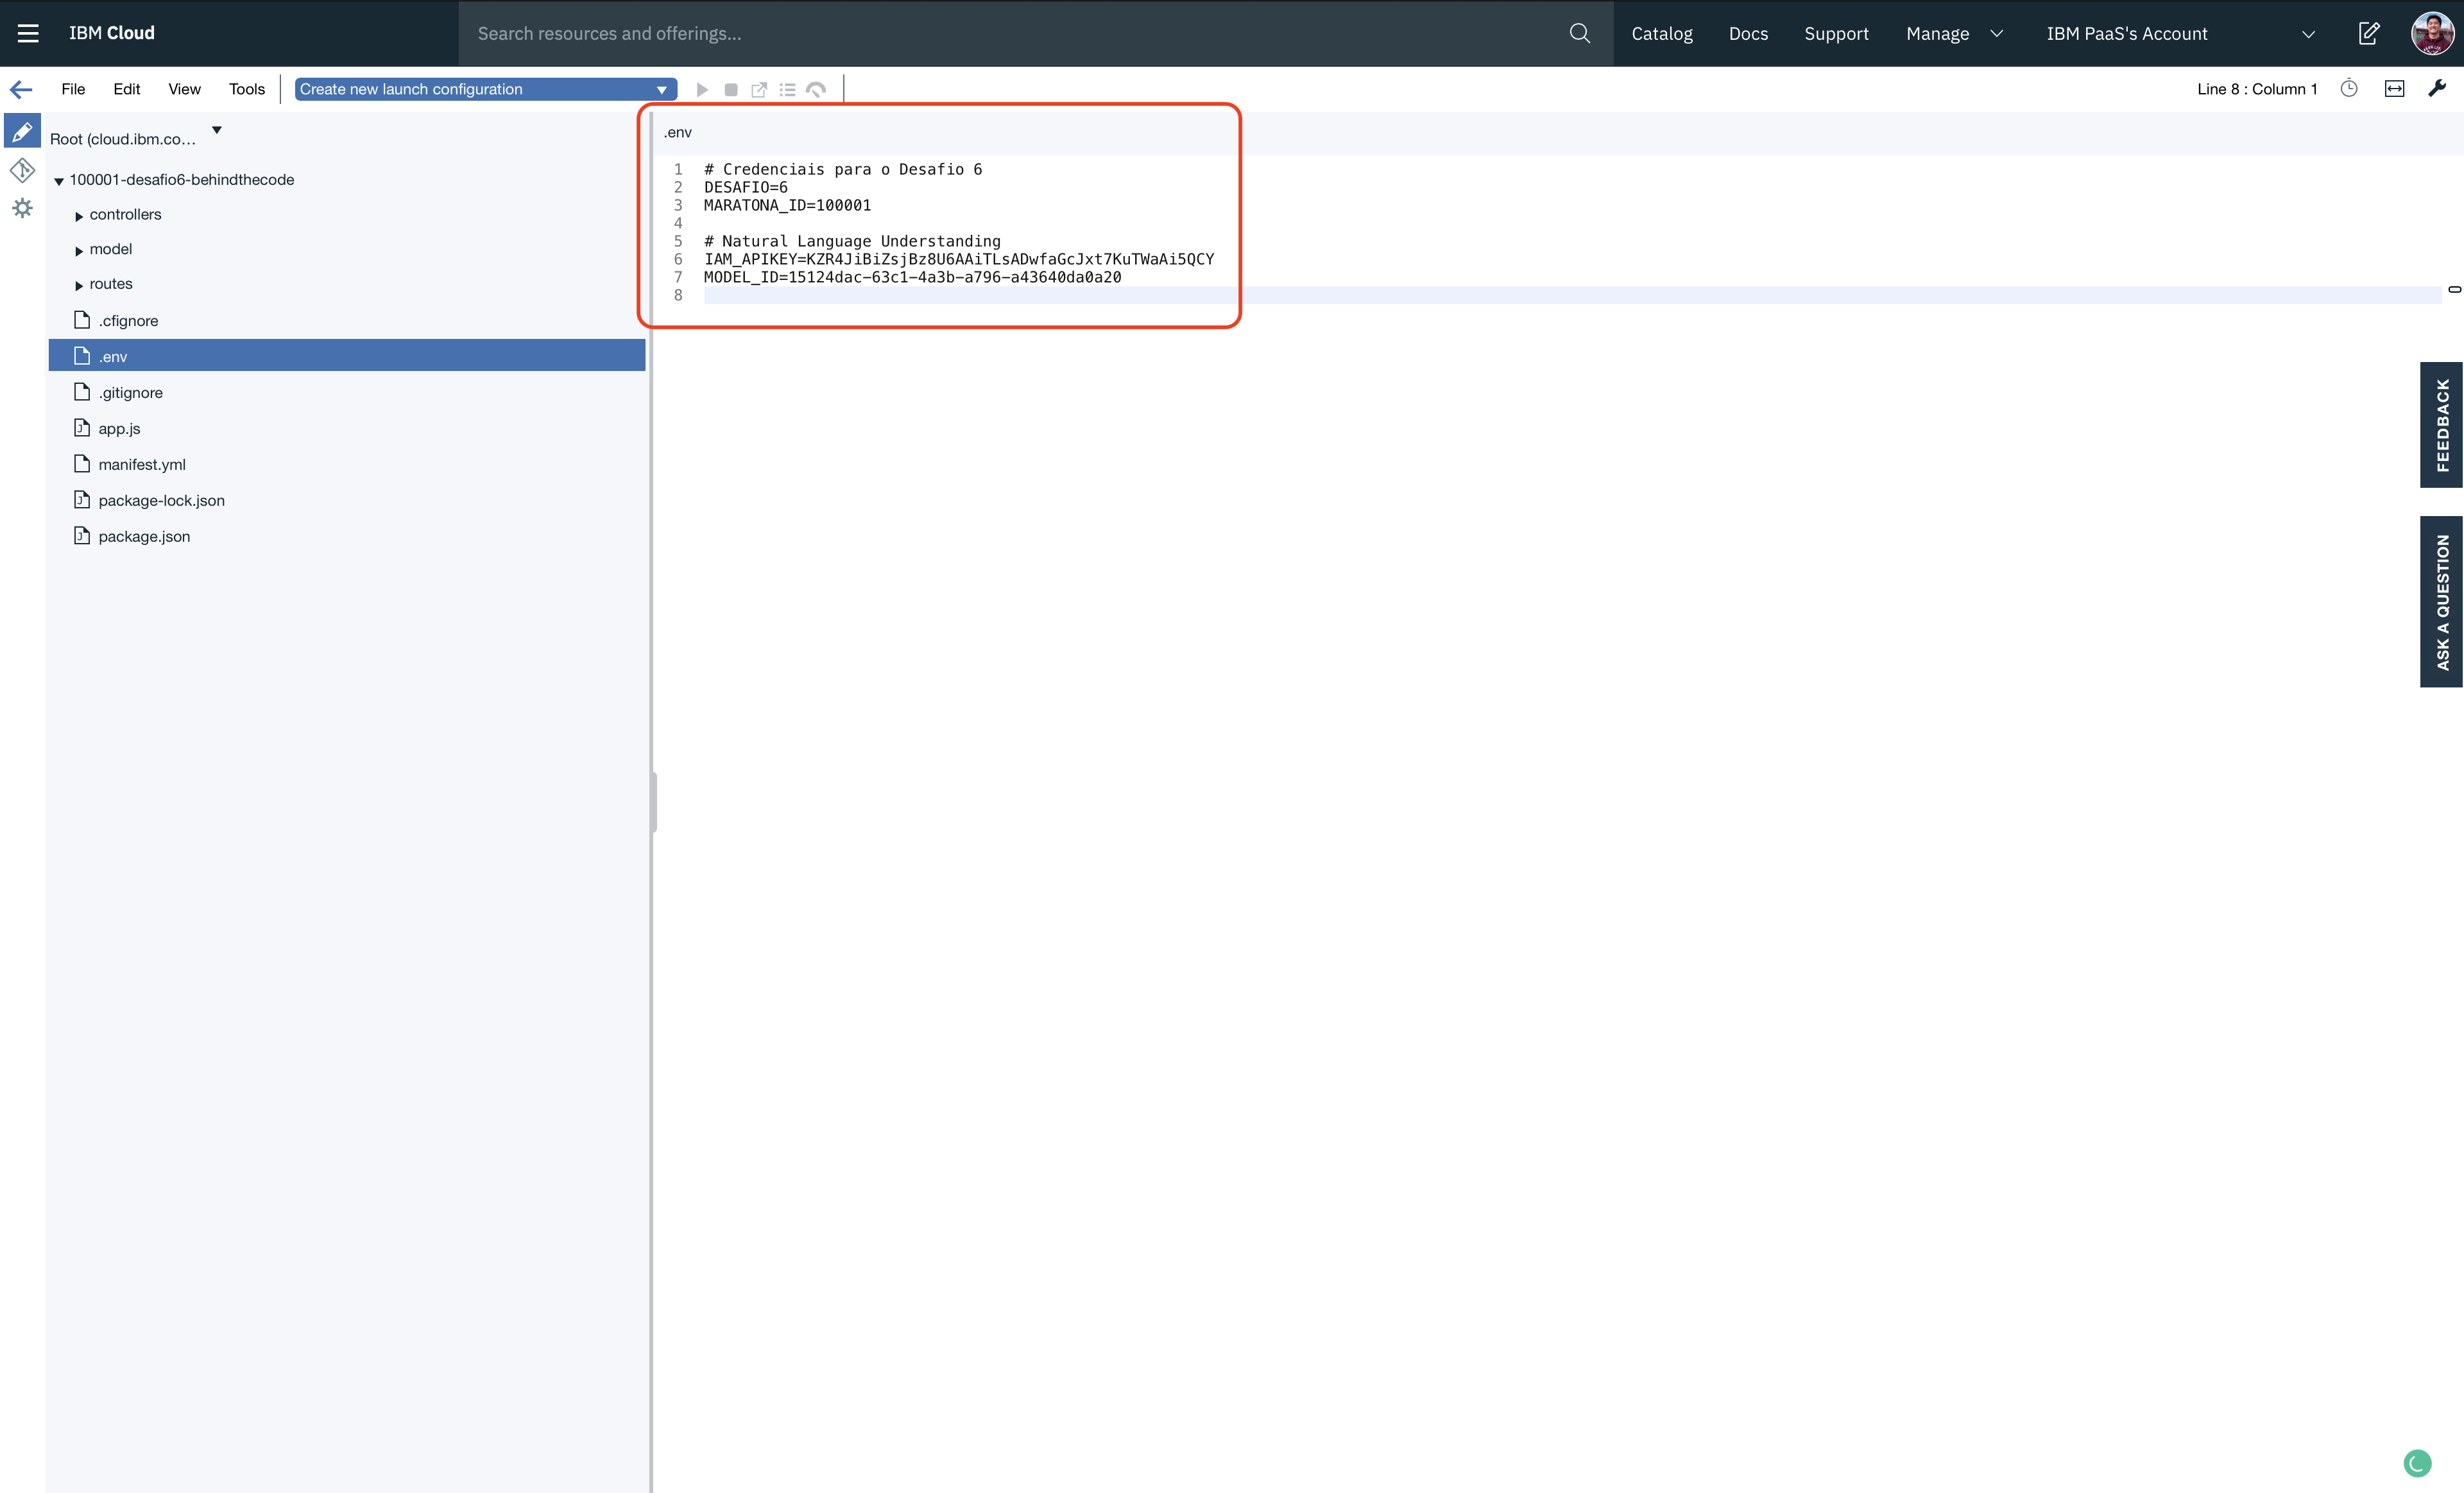 IBM Cloud
Search resources and offerings...
Catalog
Docs
Support
Manage
IBM PaaS's Account
File
Edit
View
Tools
Create new launch configuration
Line 8 : Column 1
Root (cloud.ibm.co...
100001-desafio6-behindthecode
controllers
model
routes
.cfignore
.env
.gitignore
app.js
manifest.yml
package-lock.json
package.json
.env
1 # Credenciais para o Desafio 6
2 DESAFIO=6
3 MARATONA_ID=100001
4
5 # Natural Language Understanding
6 IAM_APIKEY=KZR4JiBiZsjBz8U6AAiTLsADwfaGcJxt7KuTWaAi5QCY
7 MODEL_ID=15124dac-63c1-4a3b-a796-a43640da0a20
8
FEEDBACK
ASK A QUESTION